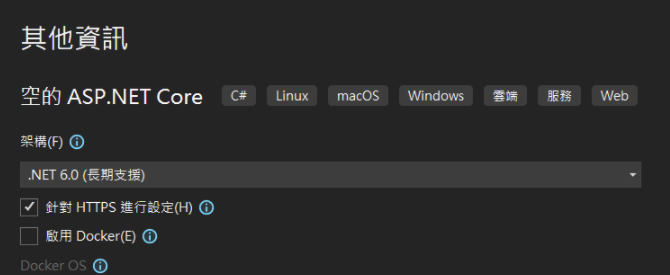 其他資訊
空的 ASP.NET Core C# Linux macOS Windows 雲端 服務 Web
架構(F)
.NET 6.0 (長期支援)
針對 HTTPS 進行設定(H)
啟用 Docker(E)
Docker OS